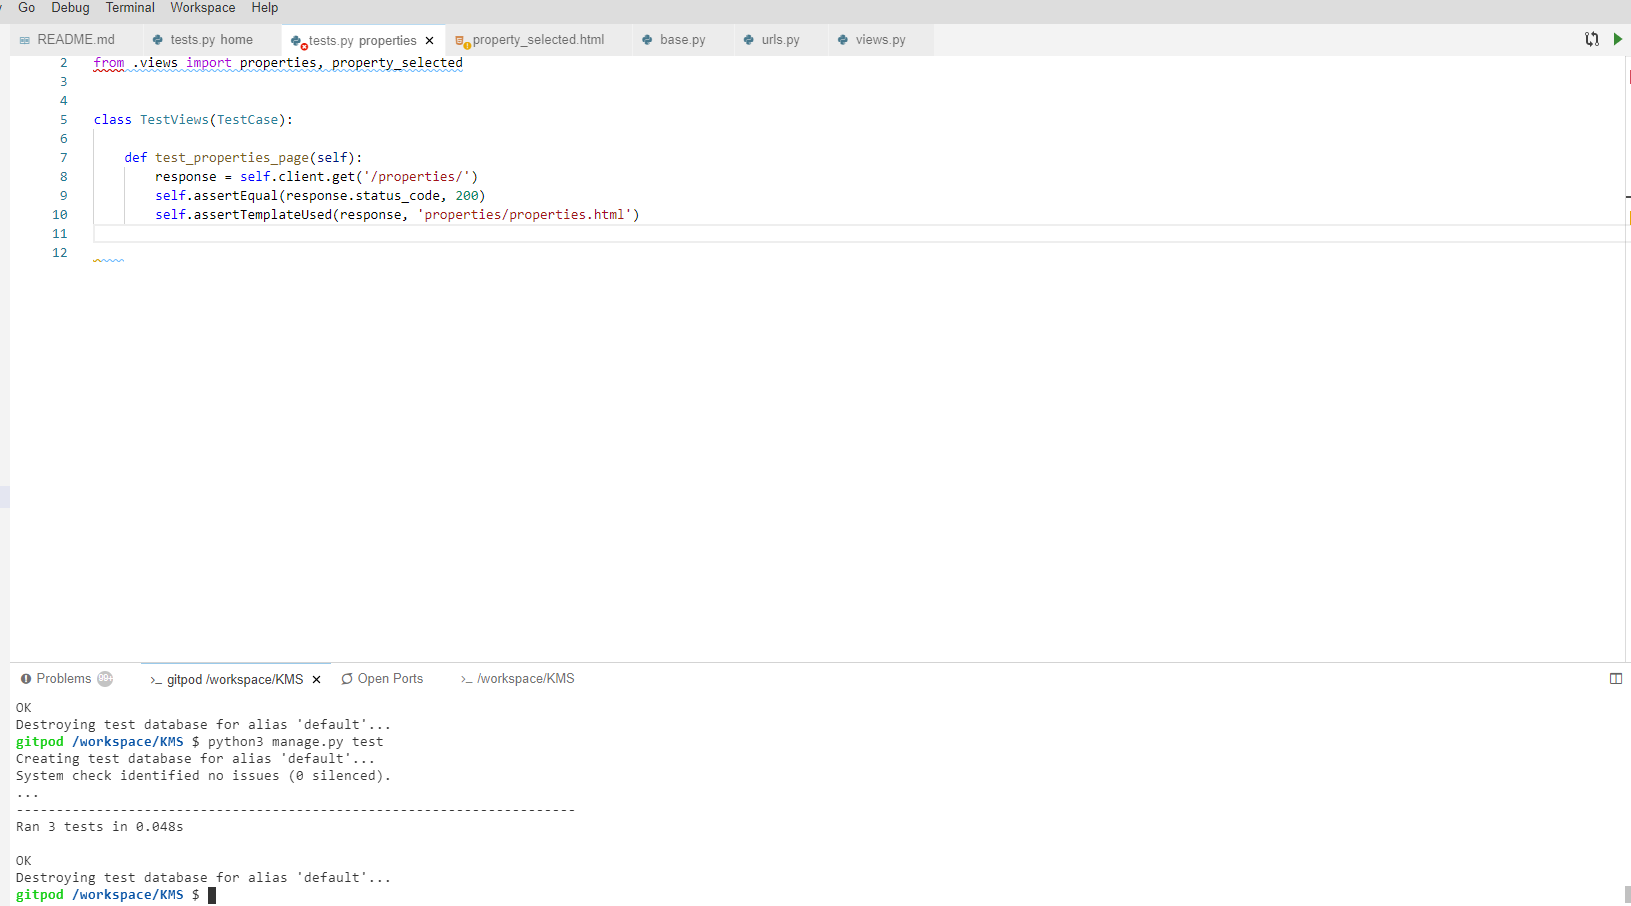 Go Debug Terminal Workspace Help
README.md tests.py home tests.py properties property_selected.html base.py urls.py views.py
2 from .views import properties, property_selected
3
4
5 class TestViews(TestCase):
6
7 def test_properties_page(self):
8 response = self.client.get('/properties/')
9 self.assertEqual(response.status_code, 200)
10 self.assertTemplateUsed(response, 'properties/properties.html')
11
12
Problems 99+ >_ gitpod /workspace/KMS Open Ports >_ /workspace/KMS
OK
Destroying test database for alias 'default'...
gitpod /workspace/KMS $ python3 manage.py test
Creating test database for alias 'default'...
System check identified no issues (0 silenced).
...
----------------------------------------------------------------------
Ran 3 tests in 0.048s
OK
Destroying test database for alias 'default'...
gitpod /workspace/KMS $